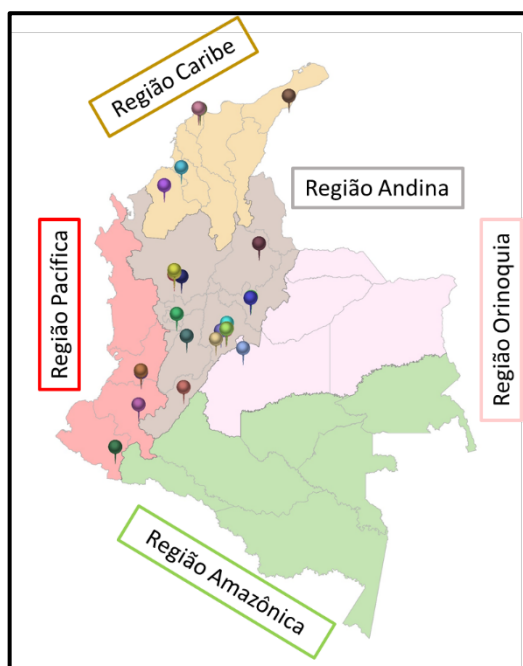 Região Caribe
Região Andina
Região Pacífica
Região Orinoquia
Região Amazônica